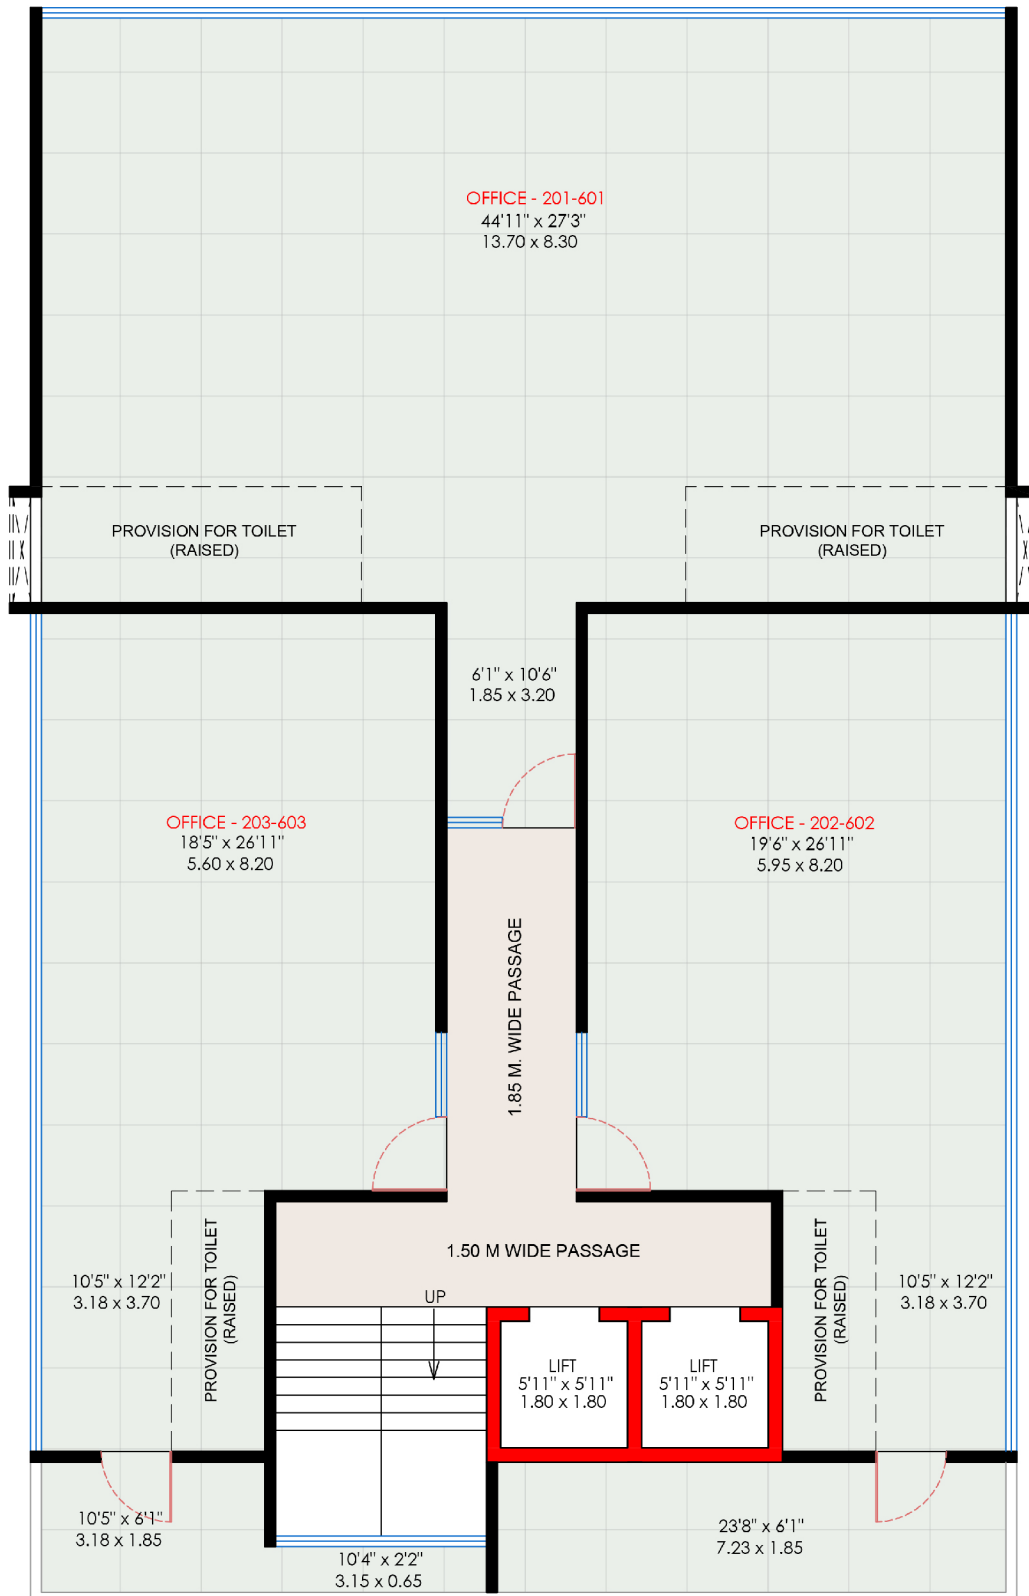 OFFICE - 201-601
44'11" x 27'3"
13.70 x 8.30
PROVISION FOR TOILET
(RAISED)
PROVISION FOR TOILET
(RAISED)
6'1" x 10'6"
1.85 x 3.20
OFFICE - 203-603
18'5" x 26'11"
5.60 x 8.20
OFFICE - 202-602
19'6" x 26'11"
5.95 x 8.20
1.85 M. WIDE PASSAGE
1.50 M WIDE PASSAGE
10'5" x 12'2"
3.18 x 3.70
PROVISION FOR TOILET
(RAISED)
UP
LIFT
5'11" x 5'11"
1.80 x 1.80
LIFT
5'11" x 5'11"
1.80 x 1.80
PROVISION FOR TOILET
(RAISED)
10'5" x 12'2"
3.18 x 3.70
10'5" x 6'1"
3.18 x 1.85
10'4" x 2'2"
3.15 x 0.65
23'8" x 6'1"
7.23 x 1.85